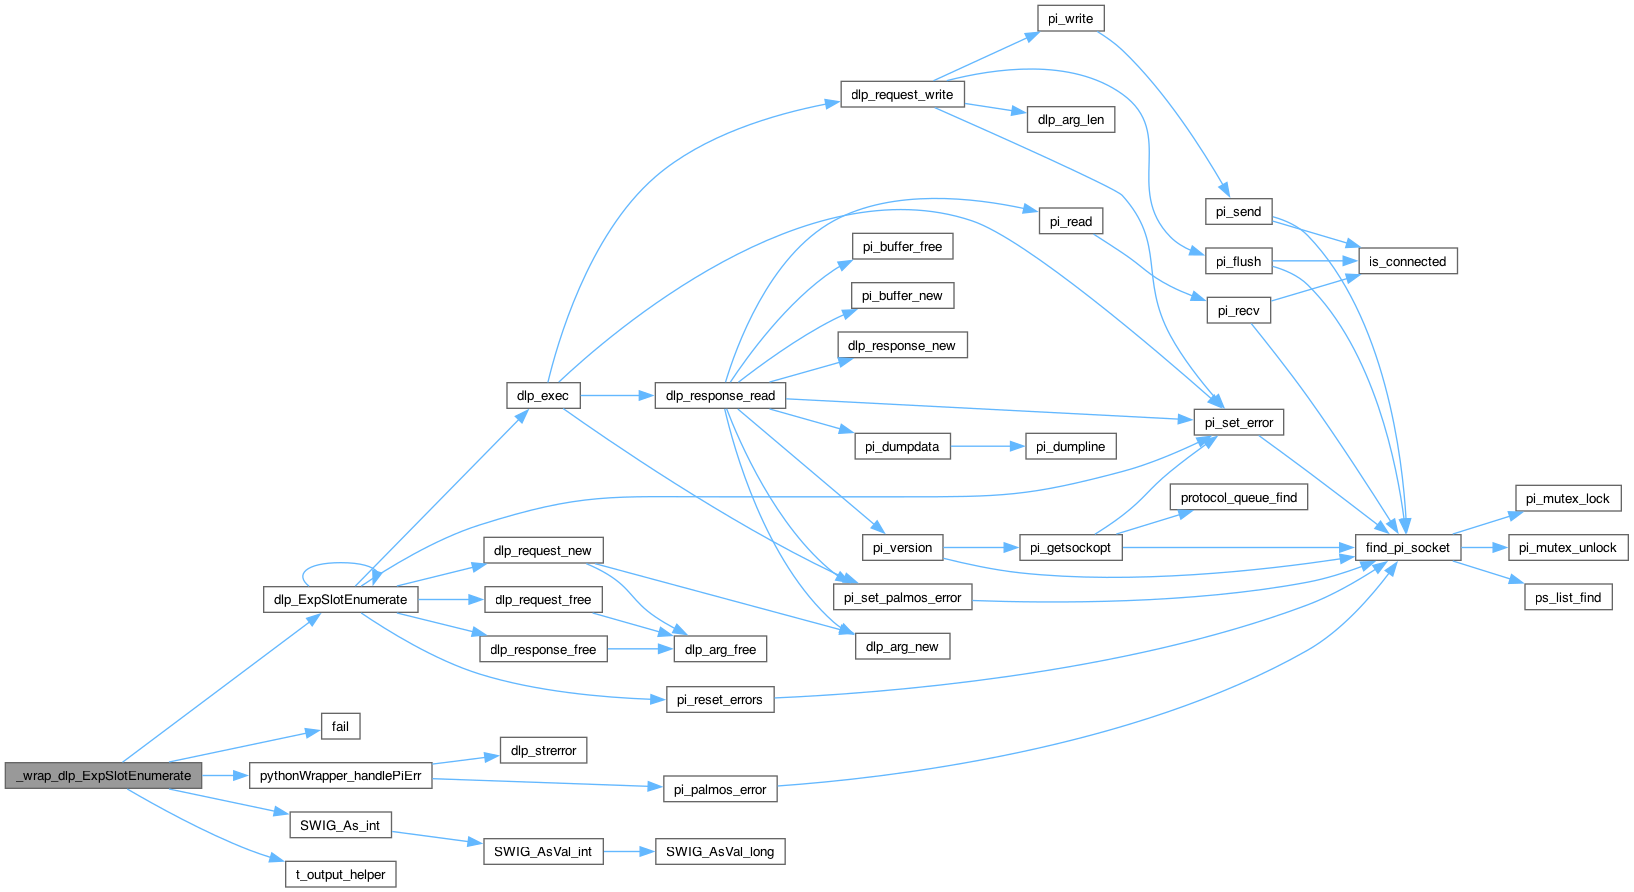 pi_write
dlp_request_write
dlp_arg_len
pi_send
pi_read
pi_buffer_free
pi_flush
is_connected
pi_buffer_new
pi_recv
dlp_response_new
dlp_exec
dlp_response_read
pi_set_error
pi_dumpdata
pi_dumpline
protocol_queue_find
pi_mutex_lock
dlp_request_new
pi_version
pi_getsockopt
find_pi_socket
pi_mutex_unlock
dlp_ExpSlotEnumerate
dlp_request_free
pi_set_palmos_error
ps_list_find
dlp_response_free
dlp_arg_free
dlp_arg_new
pi_reset_errors
fail
dlp_strerror
_wrap_dlp_ExpSlotEnumerate
pythonWrapper_handlePiErr
pi_palmos_error
SWIG_As_int
SWIG_AsVal_int
SWIG_AsVal_long
t_output_helper